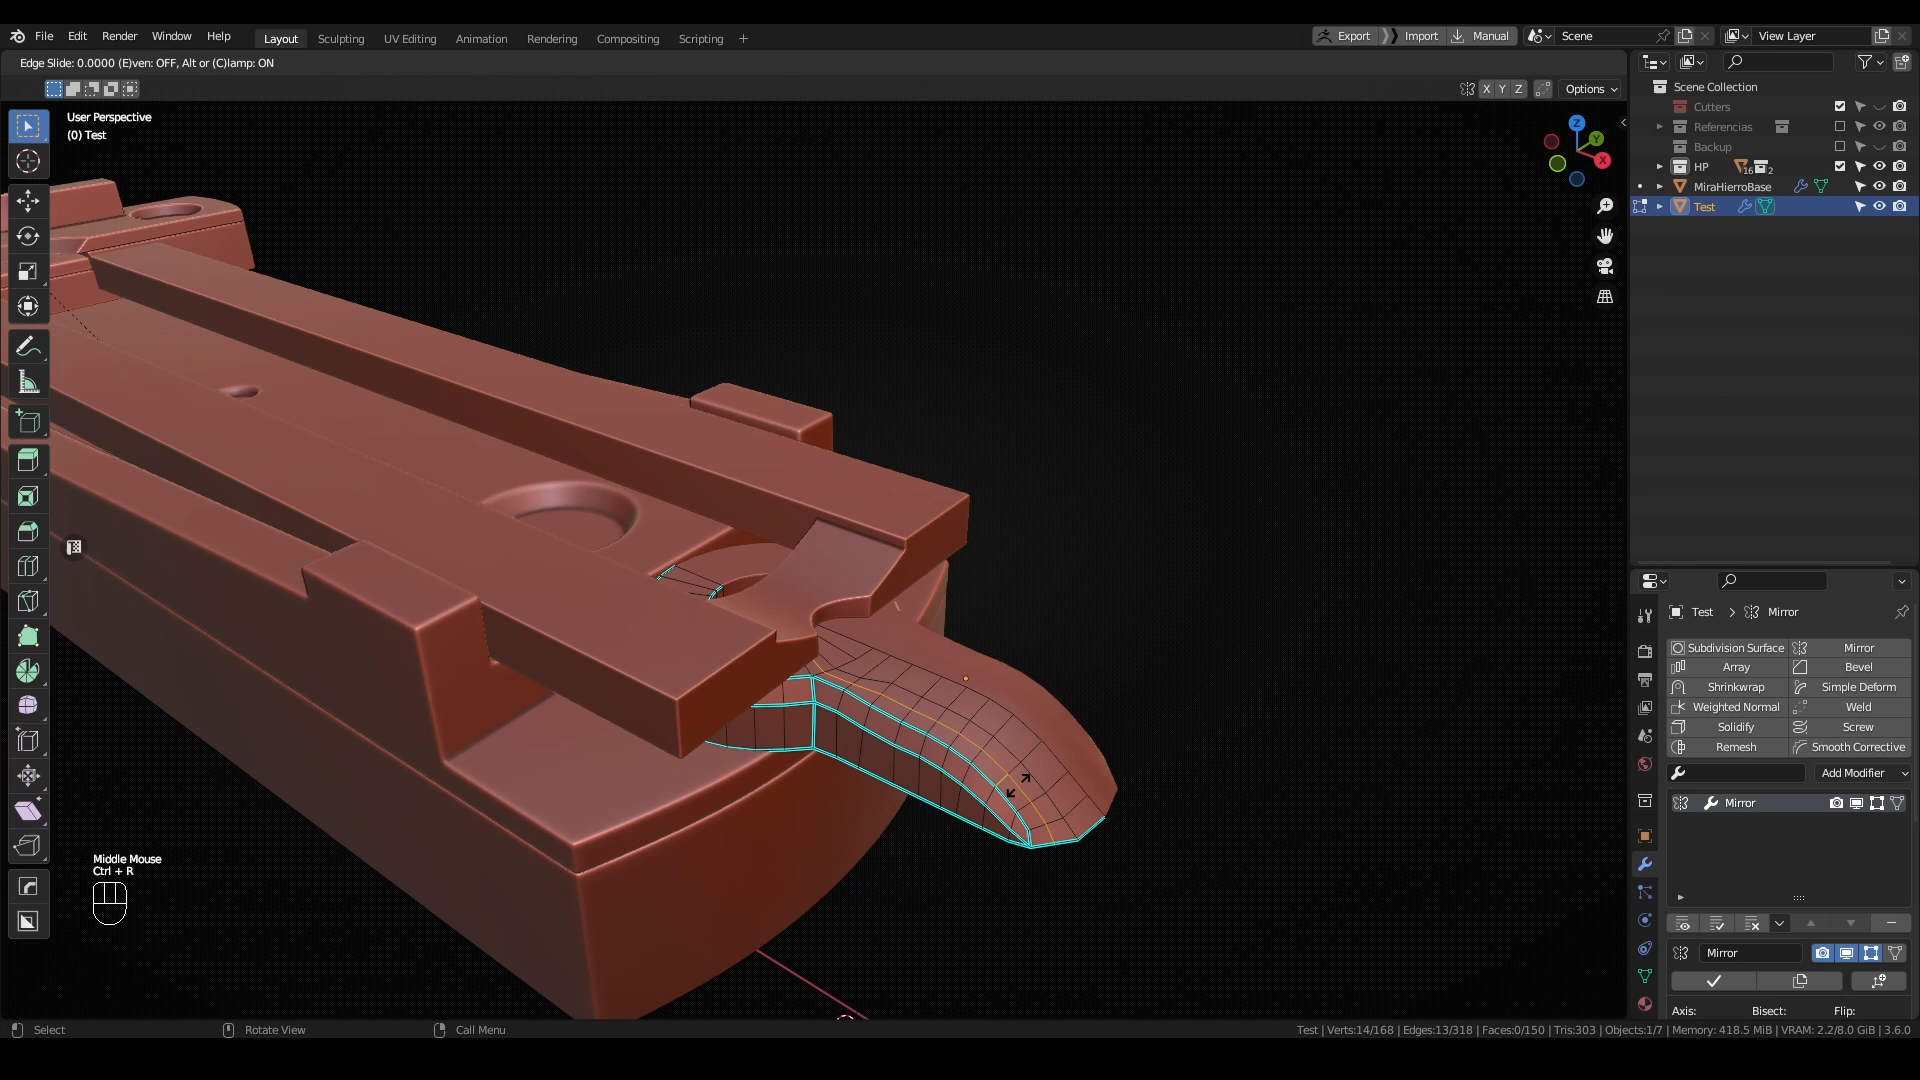 File Edit Render Window Help Layout Sculpting UV Editing Animation Rendering Compositing Scripting + Export Import Manual Scene View Layer
Edge Slide: 0.0000 (E)ven: OFF, Alt or (C)lamp: ON
X Y Z Options
User Perspective
(0) Test
Z
Y
X
Middle Mouse
Ctrl + R
Scene Collection
Cutters
Referencias
Backup
HP 16 2
MiraHierroBase
Test
Test > Mirror
Subdivision Surface Mirror
Array Bevel
Shrinkwrap Simple Deform
Weighted Normal Weld
Solidify Screw
Remesh Smooth Corrective
Add Modifier
Mirror
Mirror
Axis: Bisect: Flip:
Select Rotate View Call Menu Test | Verts:14/168 | Edges:13/318 | Faces:0/150 | Tris:303 | Objects:1/7 | Memory: 418.5 MiB | VRAM: 2.2/8.0 GiB | 3.6.0